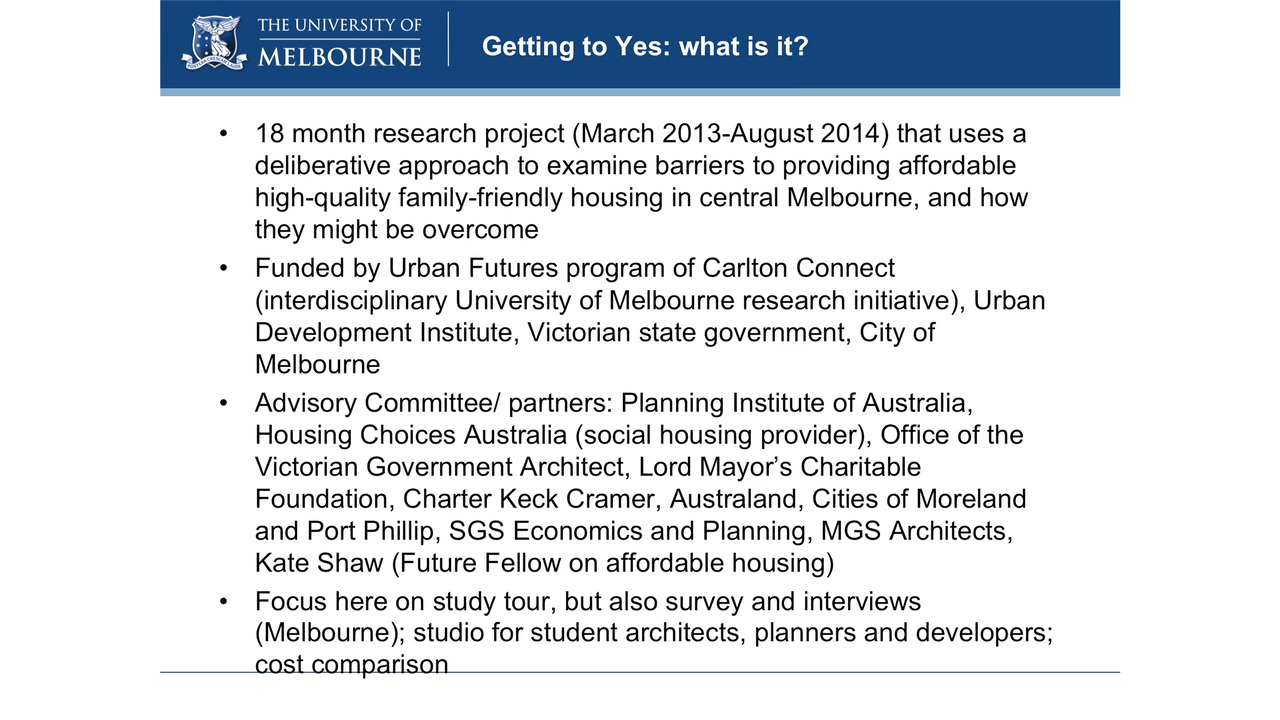 THE UNIVERSITY OF
MELBOURNE
Getting to Yes: what is it?
• 18 month research project (March 2013-August 2014) that uses a
deliberative approach to examine barriers to providing affordable
high-quality family-friendly housing in central Melbourne, and how
they might be overcome
• Funded by Urban Futures program of Carlton Connect
(interdisciplinary University of Melbourne research initiative), Urban
Development Institute, Victorian state government, City of
Melbourne
• Advisory Committee/ partners: Planning Institute of Australia,
Housing Choices Australia (social housing provider), Office of the
Victorian Government Architect, Lord Mayor’s Charitable
Foundation, Charter Keck Cramer, Australand, Cities of Moreland
and Port Phillip, SGS Economics and Planning, MGS Architects,
Kate Shaw (Future Fellow on affordable housing)
• Focus here on study tour, but also survey and interviews
(Melbourne); studio for student architects, planners and developers;
cost comparison